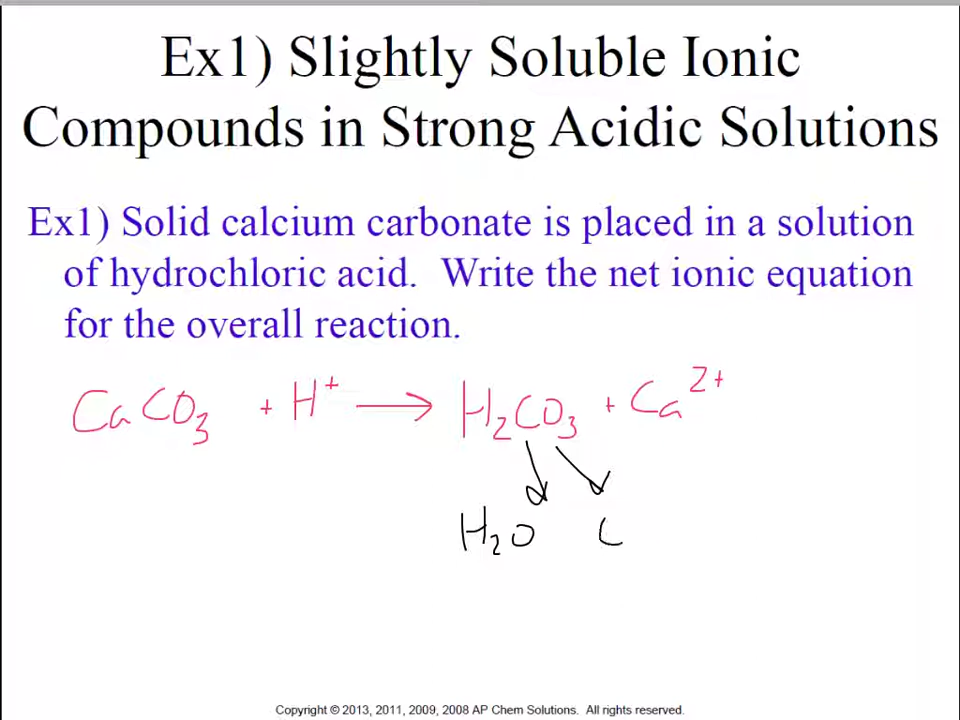 Ex1) Slightly Soluble Ionic
Compounds in Strong Acidic Solutions
Ex1) Solid calcium carbonate is placed in a solution
of hydrochloric acid. Write the net ionic equation
for the overall reaction.
CaCO₃ + H⁺ → H₂CO₃ + Ca²⁺
H₂O C
Copyright © 2013, 2011, 2009, 2008 AP Chem Solutions. All rights reserved.